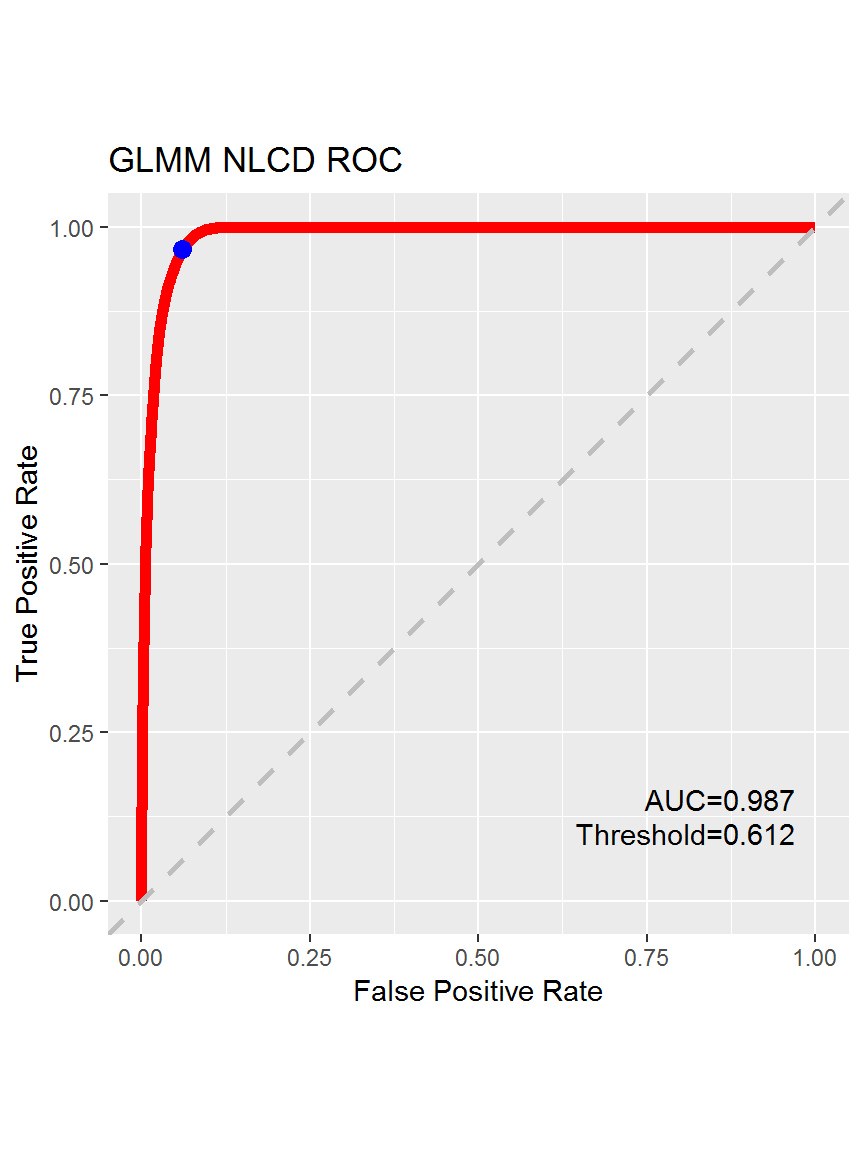 GLMM NLCD ROC
True Positive Rate
1.00
0.75
0.50
0.25
0.00
AUC=0.987
Threshold=0.612
0.00 0.25 0.50 0.75 1.00
False Positive Rate